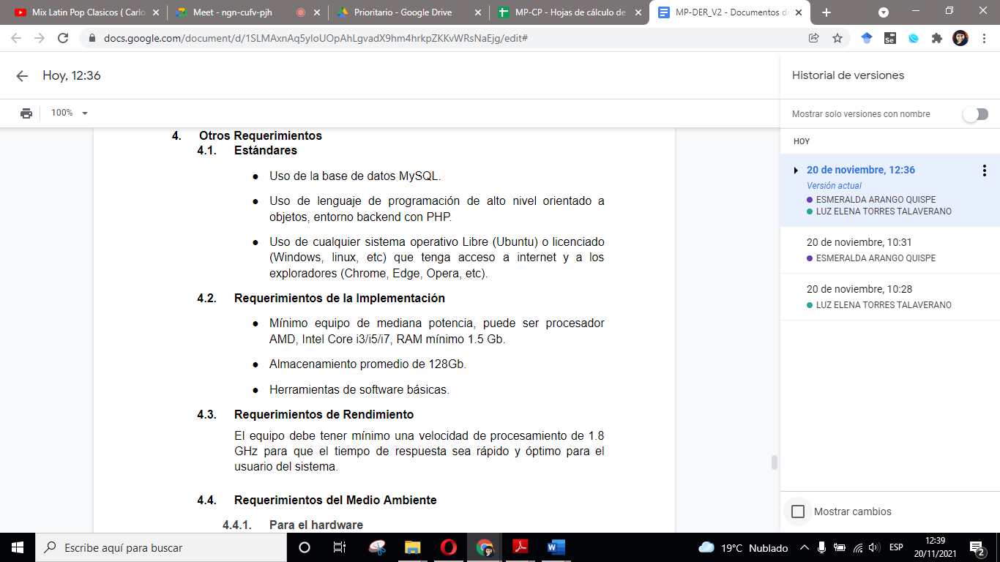 Mix Latin Pop Clasicos ( Carlo
Meet - ngn-cufv-pjh
Prioritario - Google Drive
MP-CP - Hojas de cálculo de
MP-DER_V2 - Documentos d
docs.google.com/document/d/1SLMAxnAq5yloUOpAhLgvadX9hm4hrkpZKKvWRsNaEjg/edit#
Hoy, 12:36
100%
4. Otros Requerimientos
4.1. Estándares
● Uso de la base de datos MySQL.
● Uso de lenguaje de programación de alto nivel orientado a
objetos, entorno backend con PHP.
● Uso de cualquier sistema operativo Libre (Ubuntu) o licenciado
(Windows, linux, etc) que tenga acceso a internet y a los
exploradores (Chrome, Edge, Opera, etc).
4.2. Requerimientos de la Implementación
● Mínimo equipo de mediana potencia, puede ser procesador
AMD, Intel Core i3/i5/i7, RAM mínimo 1.5 Gb.
● Almacenamiento promedio de 128Gb.
● Herramientas de software básicas.
4.3. Requerimientos de Rendimiento
El equipo debe tener mínimo una velocidad de procesamiento de 1.8
GHz para que el tiempo de respuesta sea rápido y óptimo para el
usuario del sistema.
4.4. Requerimientos del Medio Ambiente
4.4.1. Para el hardware
Historial de versiones
Mostrar solo versiones con nombre
HOY
20 de noviembre, 12:36
Versión actual
ESMERALDA ARANGO QUISPE
LUZ ELENA TORRES TALAVERANO
20 de noviembre, 10:31
ESMERALDA ARANGO QUISPE
20 de noviembre, 10:28
LUZ ELENA TORRES TALAVERANO
Mostrar cambios
Escribe aquí para buscar
19°C Nublado
ESP
12:39
20/11/2021
2
Se